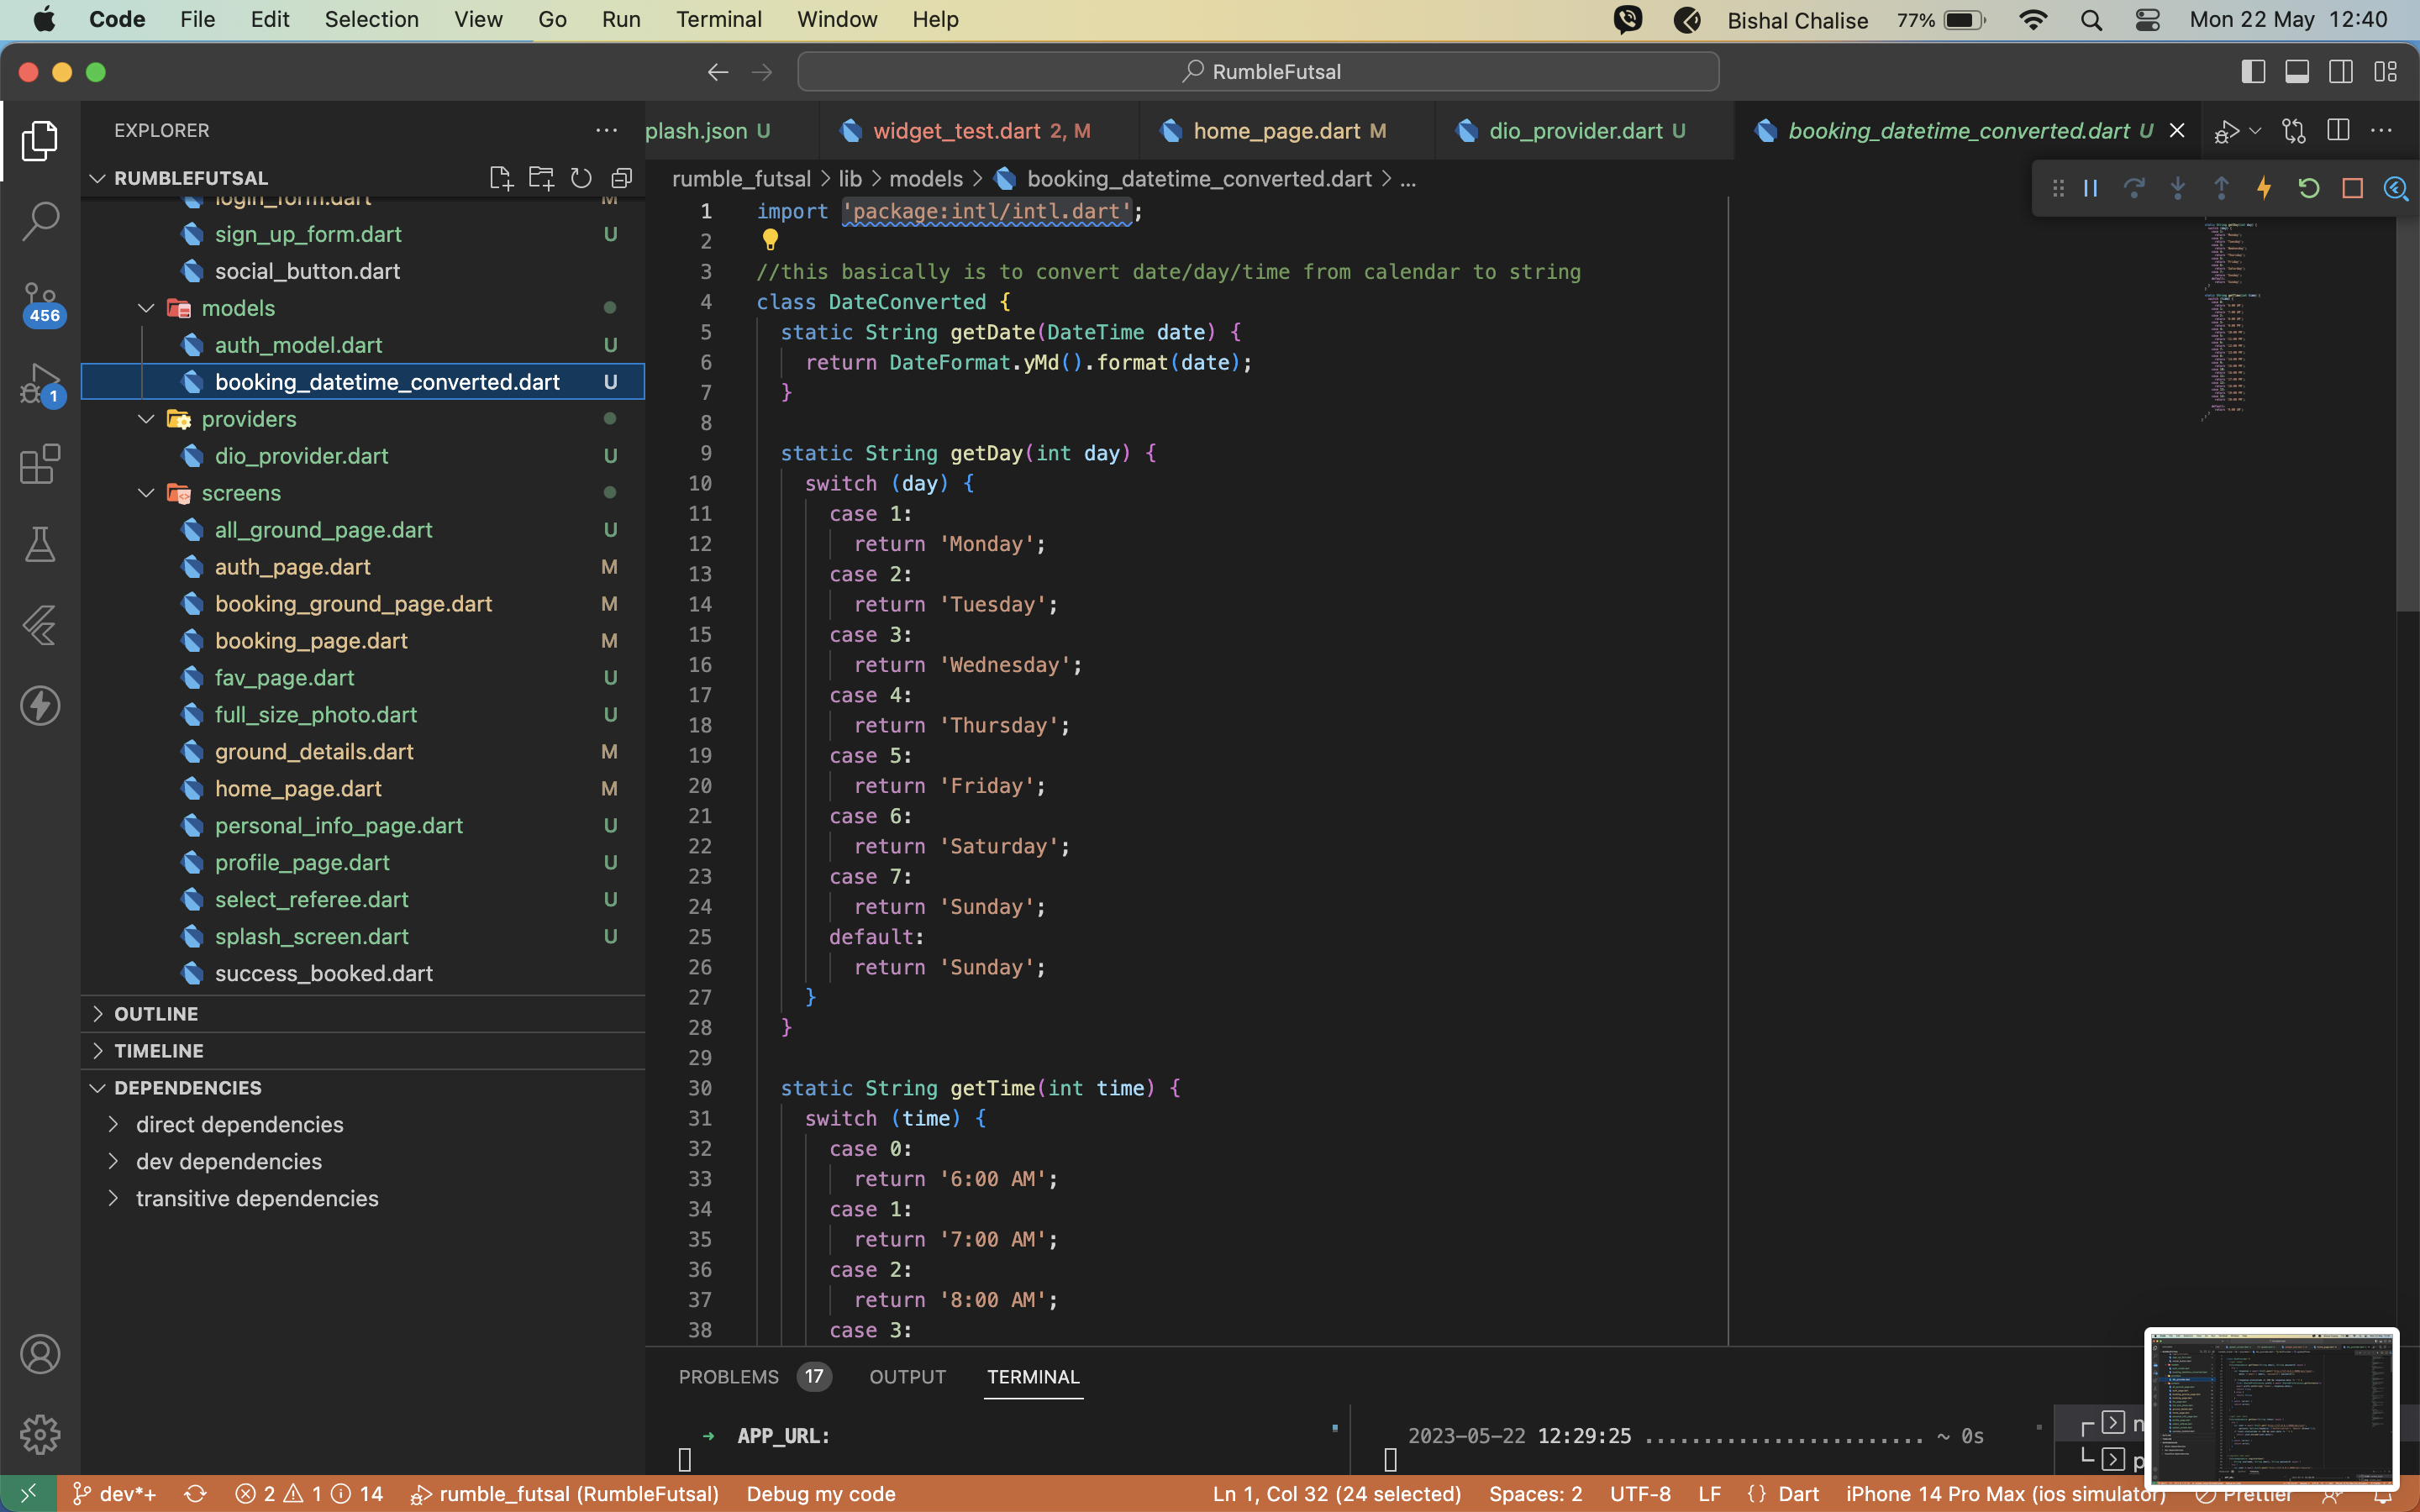 Code File Edit Selection View Go Run Terminal Window Help Bishal Chalise 77% Mon 22 May 12:40
RumbleFutsal
EXPLORER
plash.json U widget_test.dart 2, M home_page.dart M dio_provider.dart U booking_datetime_converted.dart U
RUMBLEFUTSAL
rumble_futsal > lib > models > booking_datetime_converted.dart > ...
login_form.dart M
sign_up_form.dart U
social_button.dart
models
auth_model.dart U
booking_datetime_converted.dart U
providers
dio_provider.dart U
screens
all_ground_page.dart U
auth_page.dart M
booking_ground_page.dart M
booking_page.dart M
fav_page.dart U
full_size_photo.dart U
ground_details.dart M
home_page.dart M
personal_info_page.dart U
profile_page.dart U
select_referee.dart U
splash_screen.dart U
success_booked.dart
OUTLINE
TIMELINE
DEPENDENCIES
direct dependencies
dev dependencies
transitive dependencies
456
1
1 import 'package:intl/intl.dart';
2
3 //this basically is to convert date/day/time from calendar to string
4 class DateConverted {
5 static String getDate(DateTime date) {
6 return DateFormat.yMd().format(date);
7 }
8
9 static String getDay(int day) {
10 switch (day) {
11 case 1:
12 return 'Monday';
13 case 2:
14 return 'Tuesday';
15 case 3:
16 return 'Wednesday';
17 case 4:
18 return 'Thursday';
19 case 5:
20 return 'Friday';
21 case 6:
22 return 'Saturday';
23 case 7:
24 return 'Sunday';
25 default:
26 return 'Sunday';
27 }
28 }
29
30 static String getTime(int time) {
31 switch (time) {
32 case 0:
33 return '6:00 AM';
34 case 1:
35 return '7:00 AM';
36 case 2:
37 return '8:00 AM';
38 case 3:
PROBLEMS 17 OUTPUT TERMINAL
→ APP_URL:
2023-05-22 12:29:25 ....................... ~ 0s
n
p
dev*+ 2 1 14 rumble_futsal (RumbleFutsal) Debug my code Ln 1, Col 32 (24 selected) Spaces: 2 UTF-8 LF {} Dart iPhone 14 Pro Max (ios simulator) Prettier